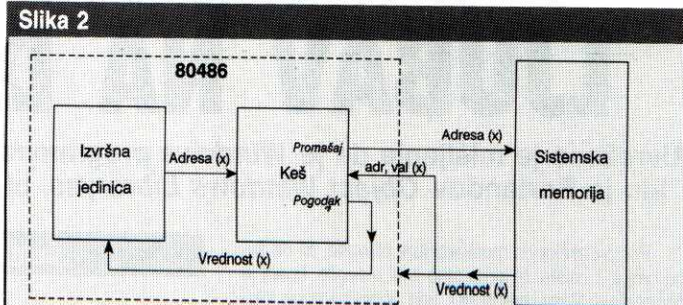 Slika 2
80486
Izvršna
jedinica
Adresa (x)
Keš
Promašaj
Pogodak
Adresa (x)
adr, val (x)
Sistemska
memorija
Vrednost (x)
Vrednost (x)